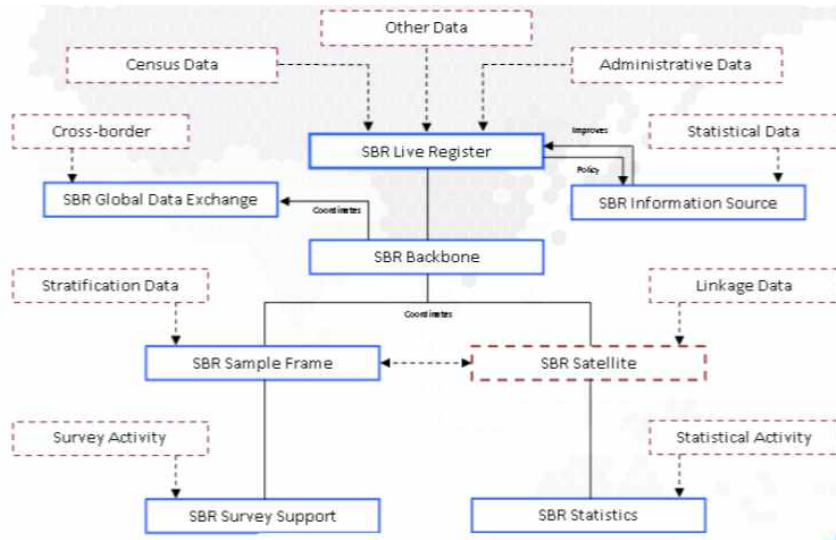 Other Data
Census Data
Administrative Data
Cross-border
SBR Live Register
Improves
Policy
Statistical Data
SBR Global Data Exchange
Coordinates
SBR Information Source
SBR Backbone
Stratification Data
Linkage Data
Coordinates
SBR Sample Frame
SBR Satellite
Survey Activity
Statistical Activity
SBR Survey Support
SBR Statistics